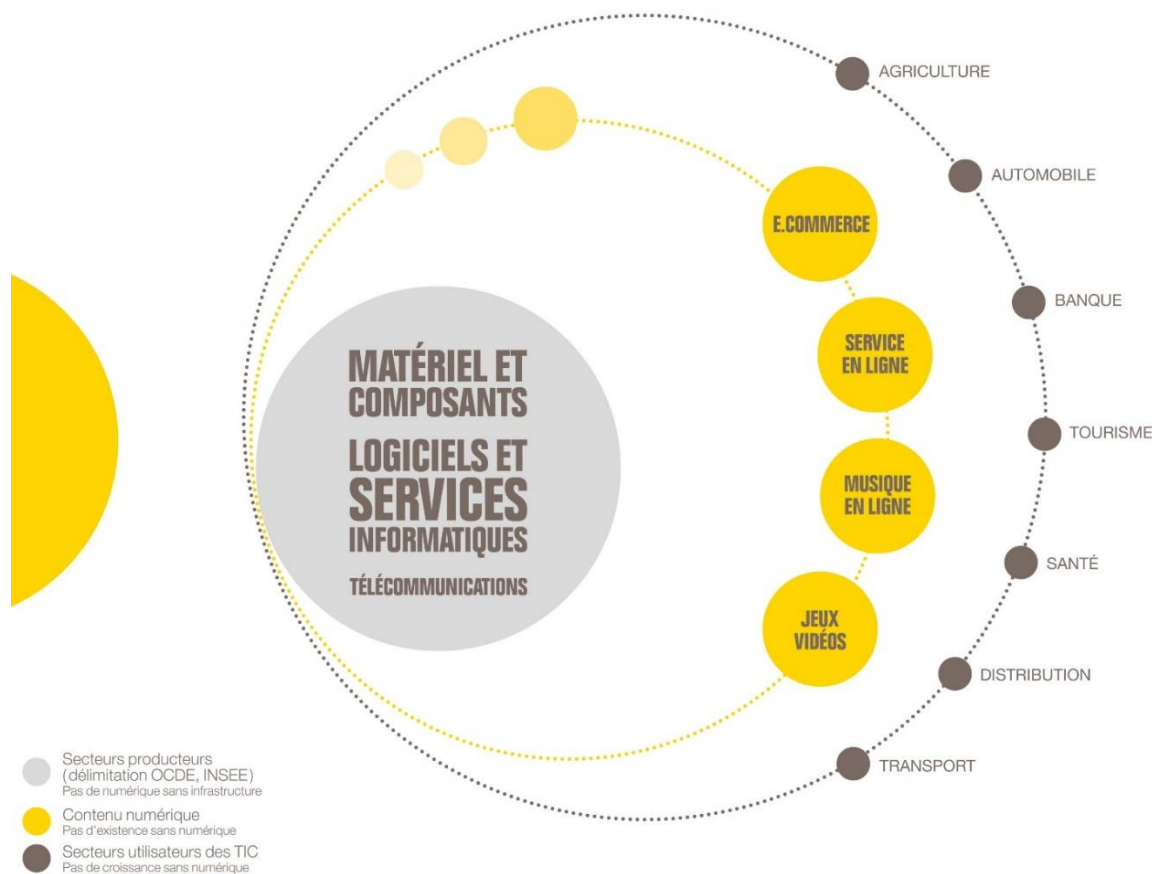 AGRICULTURE
AUTOMOBILE
E.COMMERCE
BANQUE
SERVICE
EN LIGNE
MATÉRIEL ET
COMPOSANTS
LOGICIELS ET
SERVICES
INFORMATIQUES
TÉLÉCOMMUNICATIONS
TOURISME
MUSIQUE
EN LIGNE
SANTÉ
JEUX
VIDÉOS
DISTRIBUTION
TRANSPORT
Secteurs producteurs
(délimitation OCDE, INSEE)
Pas de numérique sans infrastructure
Contenu numérique
Pas d'existence sans numérique
Secteurs utilisateurs des TIC
Pas de croissance sans numérique